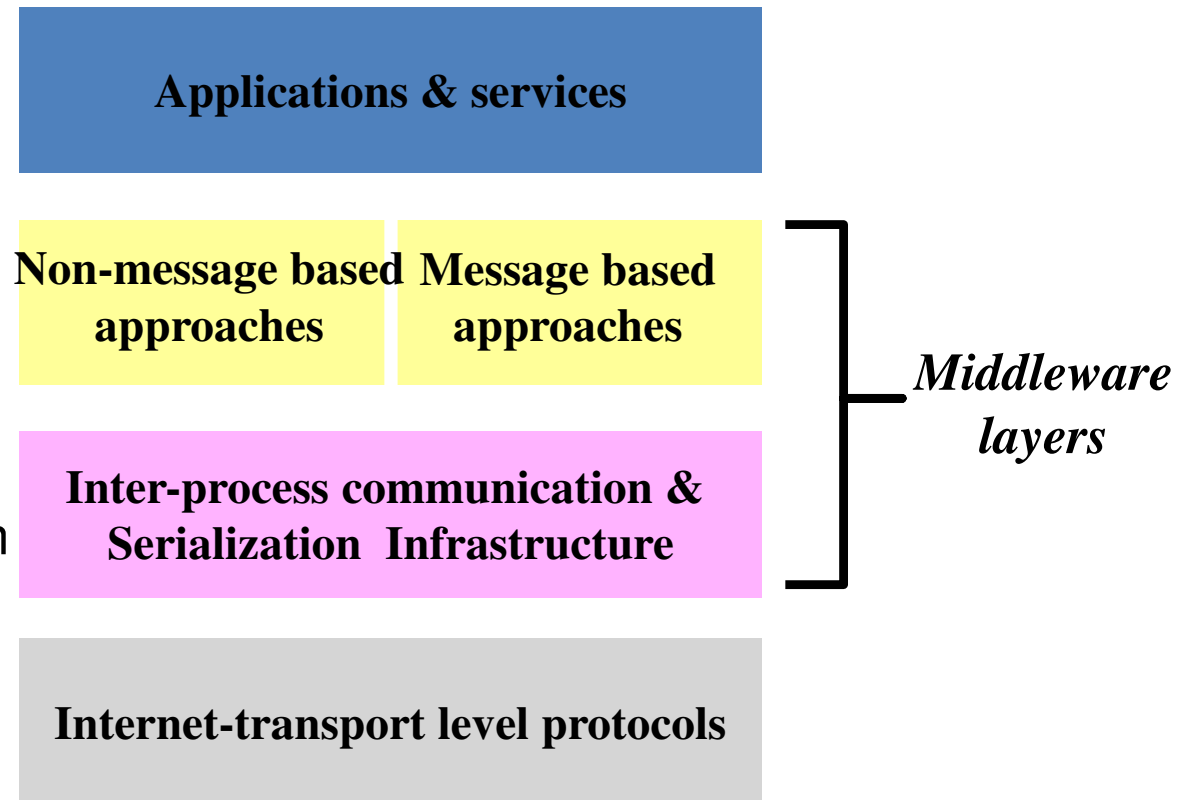 Applications & services
Non-message based
approaches
Message based
approaches
Middleware
layers
Inter-process communication &
Serialization Infrastructure
Internet-transport level protocols